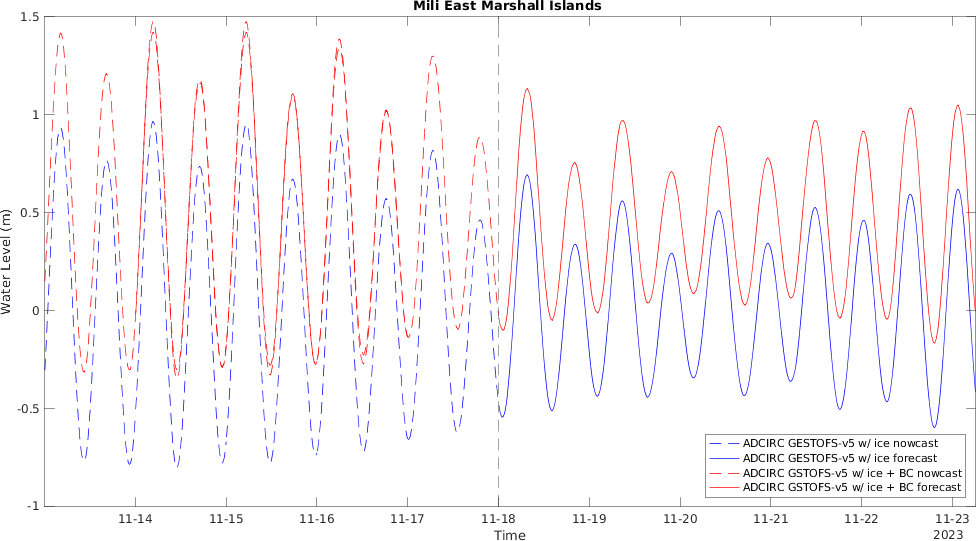 Mili East Marshall Islands
1.5
1
0.5
0
-0.5
-1
Water Level (m)
11-14
11-15
11-16
11-17
11-18
11-19
11-20
11-21
11-22
11-23
2023
Time
ADCIRC GESTOFS-v5 w/ ice nowcast
ADCIRC GESTOFS-v5 w/ ice forecast
ADCIRC GSTOFS-v5 w/ ice + BC nowcast
ADCIRC GSTOFS-v5 w/ ice + BC forecast